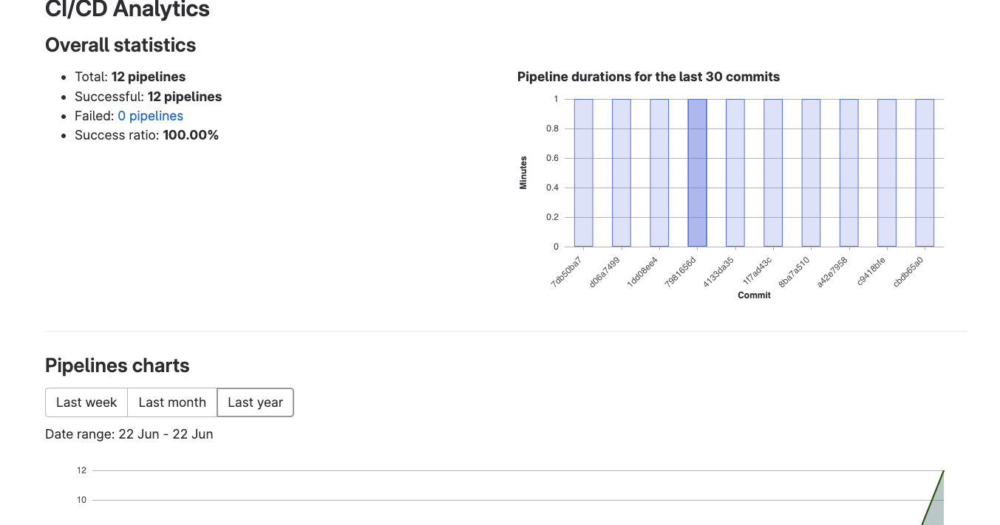 CI/CD Analytics
Overall statistics
Total: 12 pipelines
Successful: 12 pipelines
Failed: 0 pipelines
Success ratio: 100.00%
Pipeline durations for the last 30 commits
1
0.8
0.6
0.4
0.2
0
Minutes
7db50ba7
d06a7499
1dd08ee4
7981656d
4133da35
1f7ad43c
8ba7a510
a42e7958
c9418bfe
cbdb65a0
Commit
Pipelines charts
Last week
Last month
Last year
Date range: 22 Jun - 22 Jun
12
10